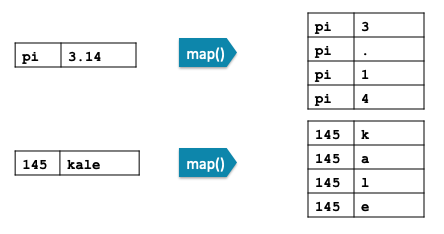 pi 3.14
map()
pi 3
pi .
pi 1
pi 4
145 kale
map()
145 k
145 a
145 l
145 e